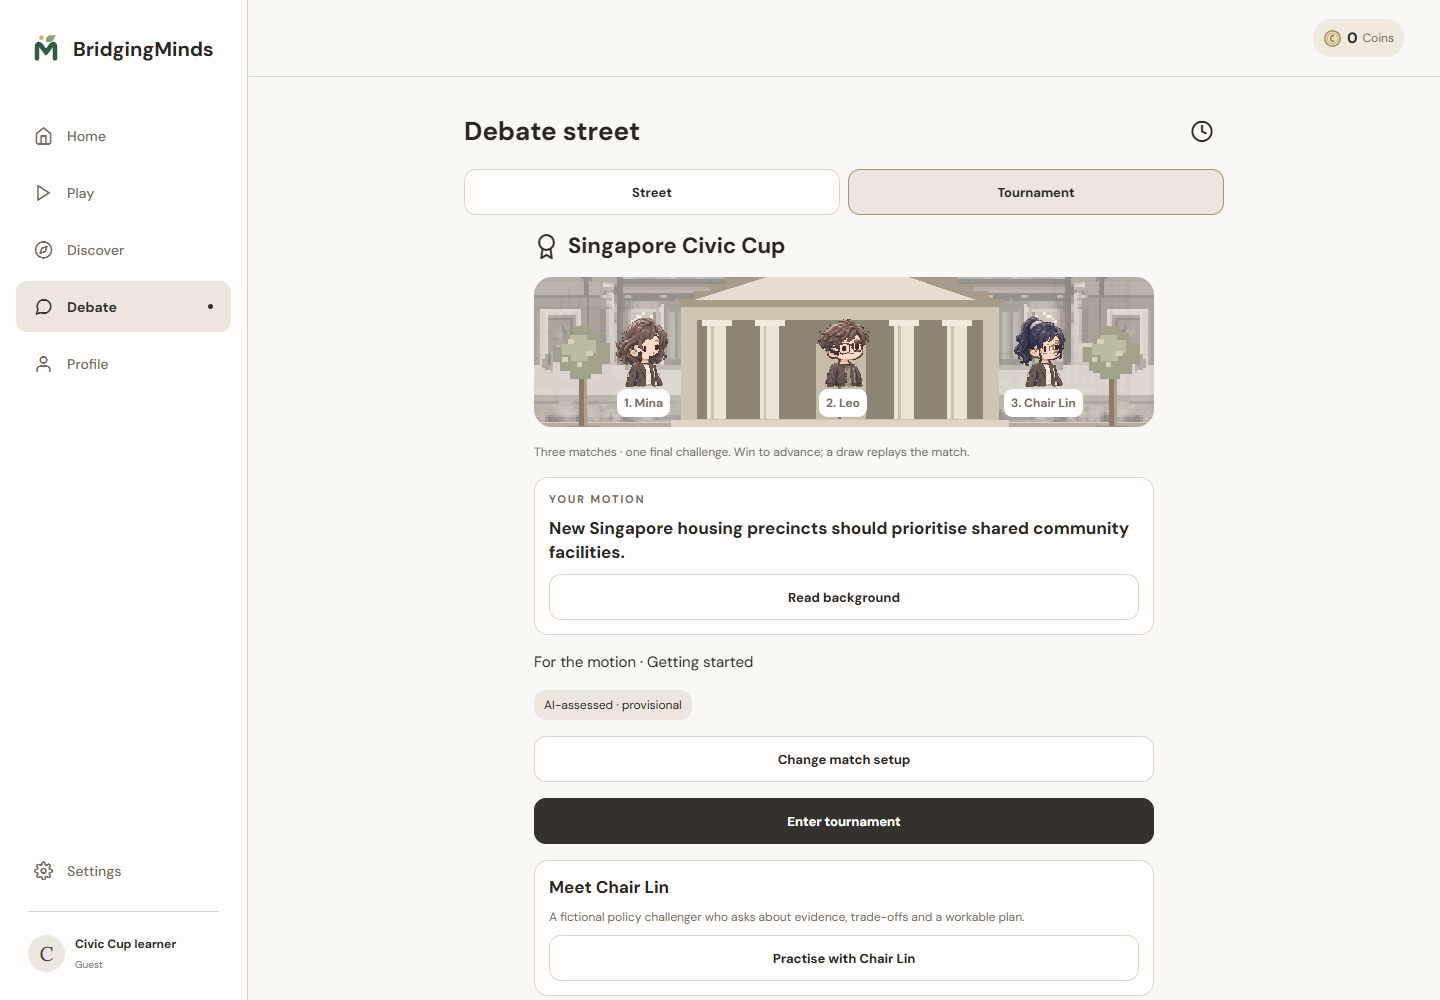 BridgingMinds
0 Coins
Home
Play
Discover
Debate
Profile
Settings
C
Civic Cup learner
Guest
Debate street
Street
Tournament
Singapore Civic Cup
1. Mina
2. Leo
3. Chair Lin
Three matches · one final challenge. Win to advance; a draw replays the match.
YOUR MOTION
New Singapore housing precincts should prioritise shared community
facilities.
Read background
For the motion · Getting started
AI-assessed · provisional
Change match setup
Enter tournament
Meet Chair Lin
A fictional policy challenger who asks about evidence, trade-offs and a workable plan.
Practise with Chair Lin